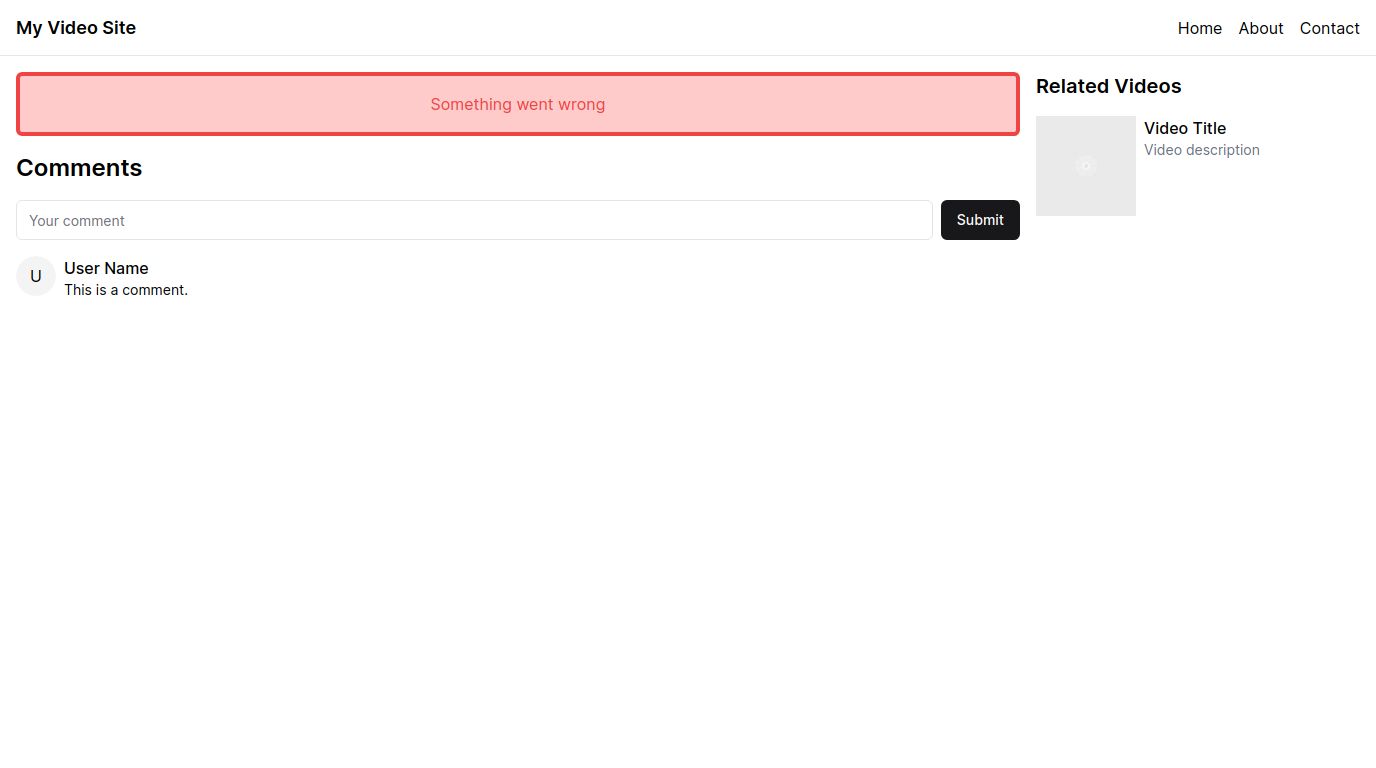 My Video Site
Home About Contact
Something went wrong
Comments
Your comment
Submit
U
User Name
This is a comment.
Related Videos
Video Title
Video description